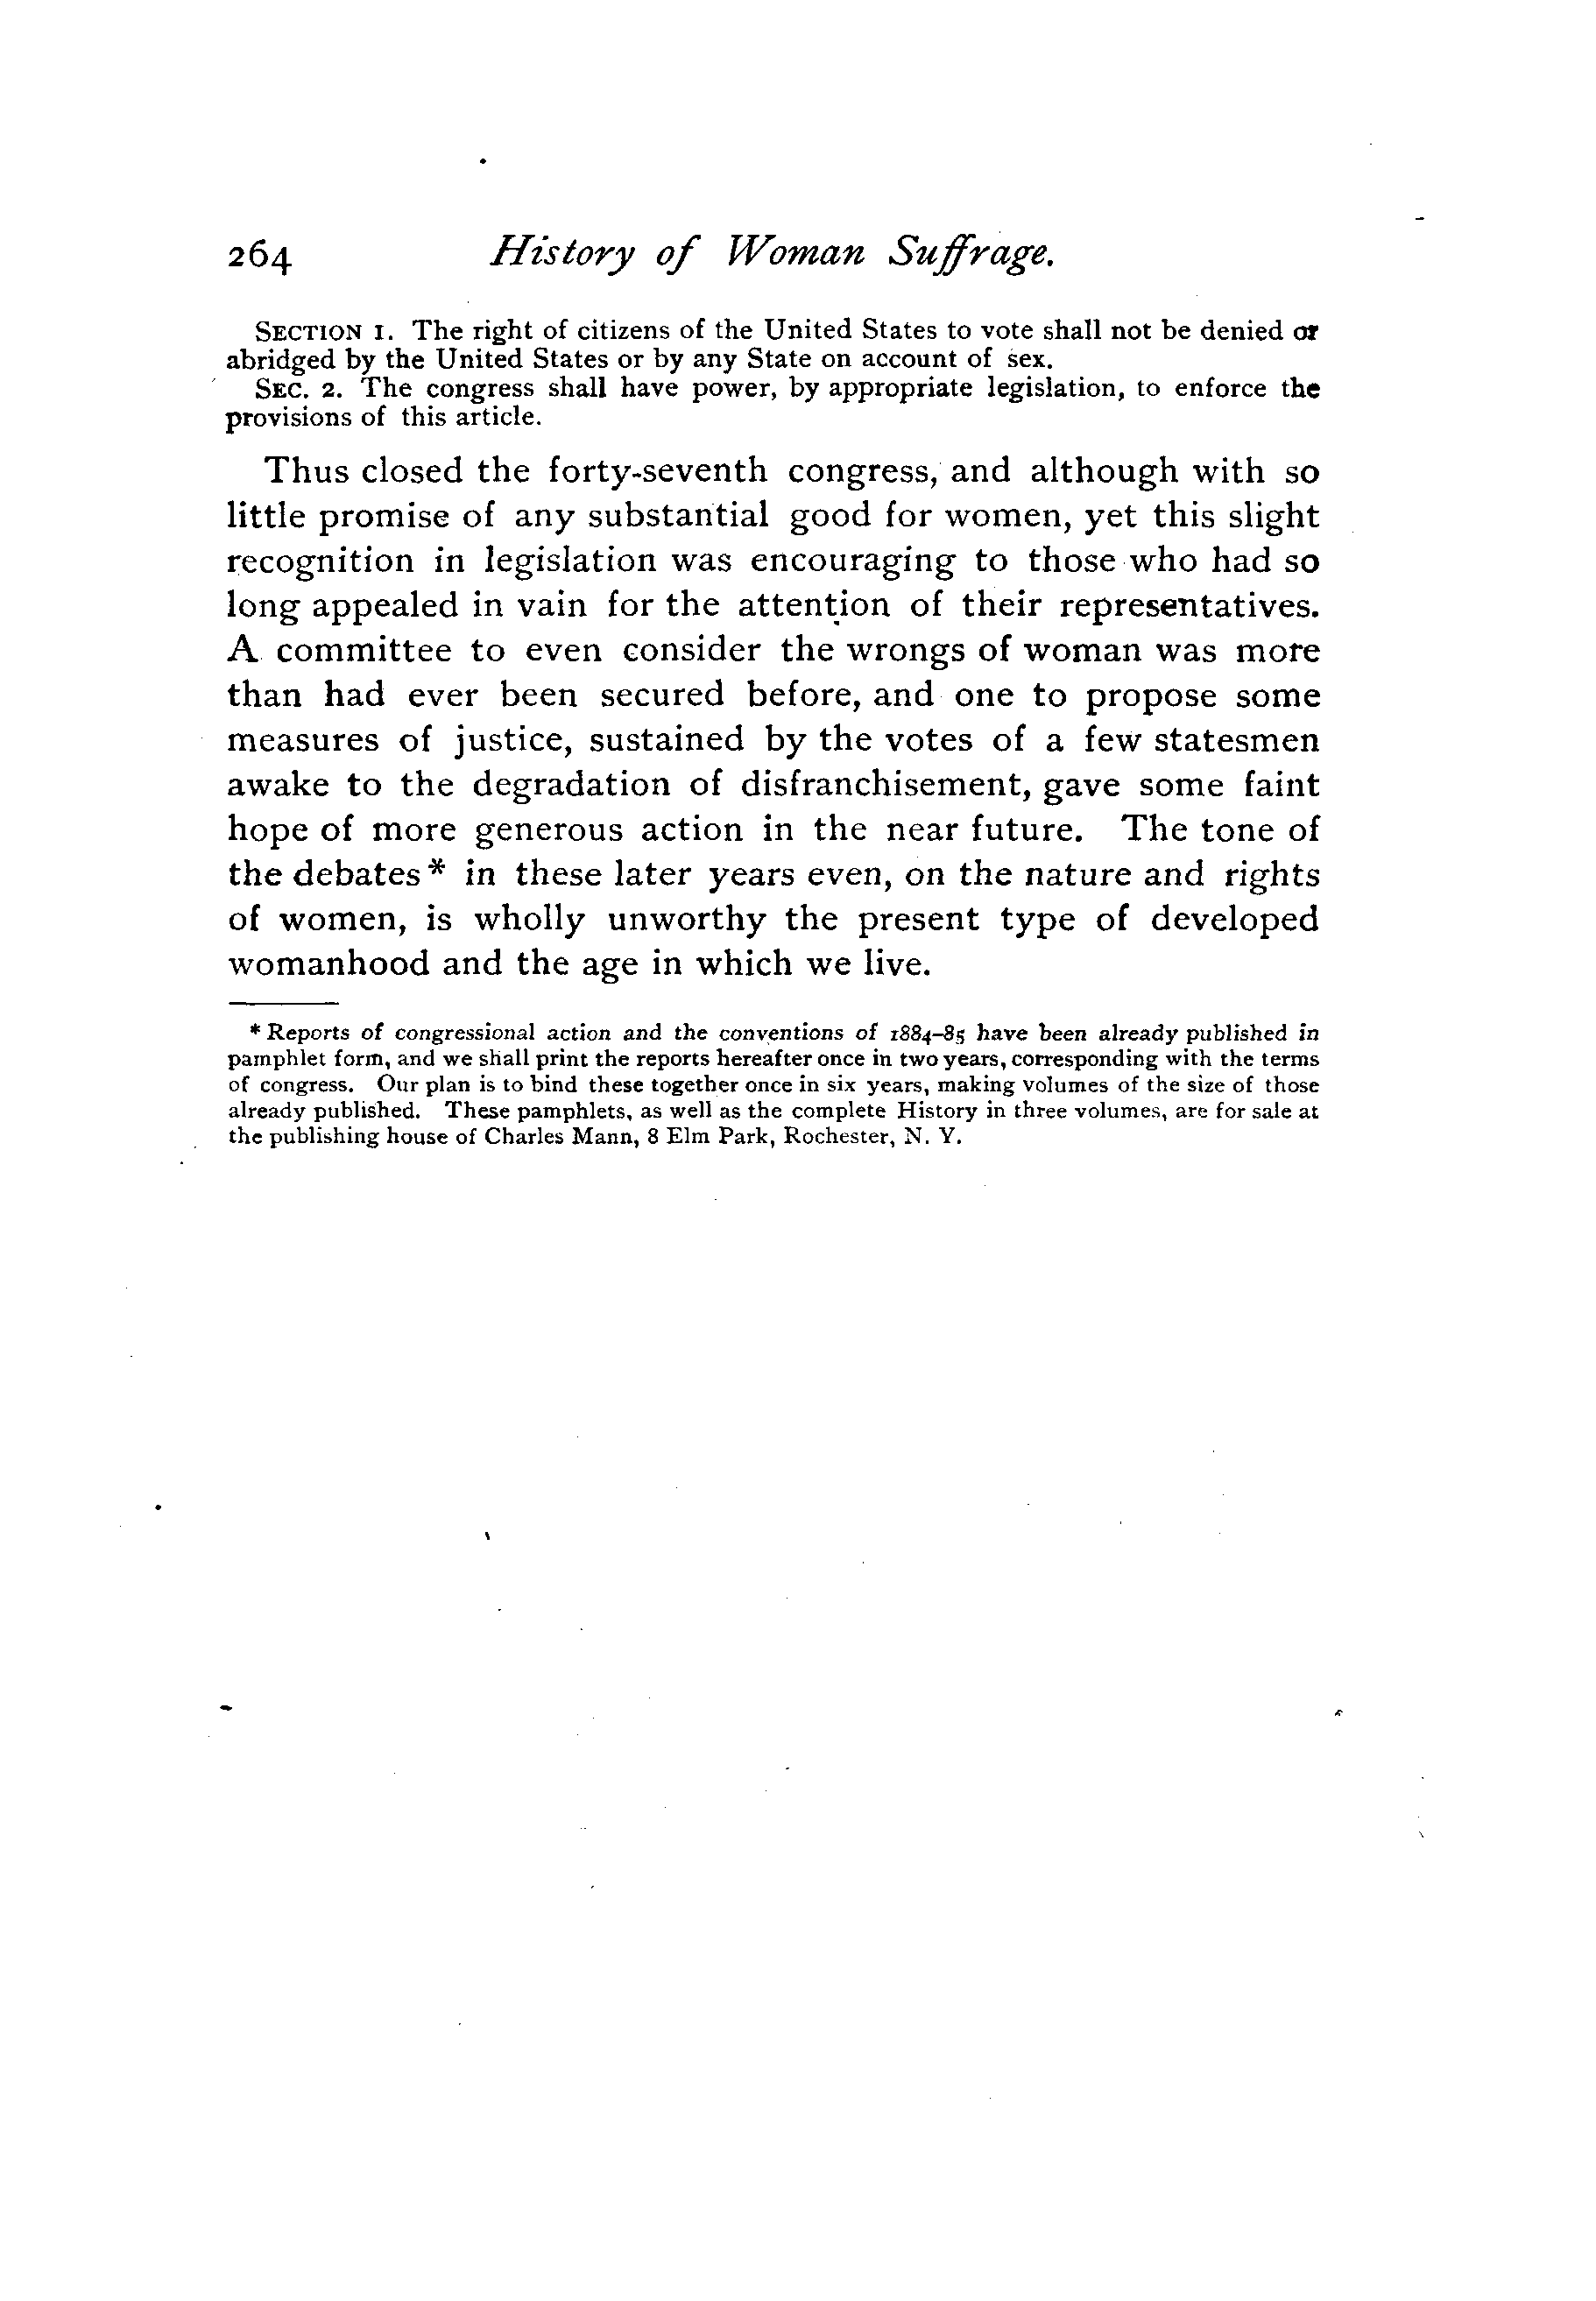 264 History of Woman Suffrage.
SECTION 1. The right of citizens of the United States to vote shall not be denied or
abridged by the United States or by any State on account of sex.
SEC. 2. The congress shall have power, by appropriate legislation, to enforce the
provisions of this article.
Thus closed the forty-seventh congress, and although with so
little promise of any substantial good for women, yet this slight
recognition in legislation was encouraging to those who had so
long appealed in vain for the attention of their representatives.
A committee to even consider the wrongs of woman was more
than had ever been secured before, and one to propose some
measures of justice, sustained by the votes of a few statesmen
awake to the degradation of disfranchisement, gave some faint
hope of more generous action in the near future. The tone of
the debates * in these later years even, on the nature and rights
of women, is wholly unworthy the present type of developed
womanhood and the age in which we live.
* Reports of congressional action and the conventions of 1884–85 have been already published in
pamphlet form, and we shall print the reports hereafter once in two years, corresponding with the terms
of congress. Our plan is to bind these together once in six years, making volumes of the size of those
already published. These pamphlets, as well as the complete History in three volumes, are for sale at
the publishing house of Charles Mann, 8 Elm Park, Rochester, N. Y.